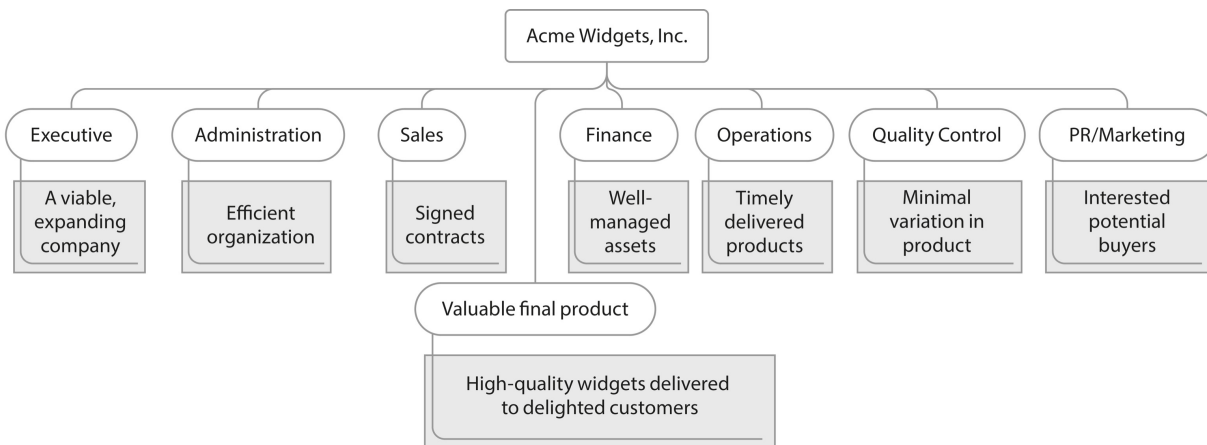 Acme Widgets, Inc.
Executive
Administration
Sales
Finance
Operations
Quality Control
PR/Marketing
A viable,
expanding
company
Efficient
organization
Signed
contracts
Well-
managed
assets
Timely
delivered
products
Minimal
variation in
product
Interested
potential
buyers
Valuable final product
High-quality widgets delivered
to delighted customers